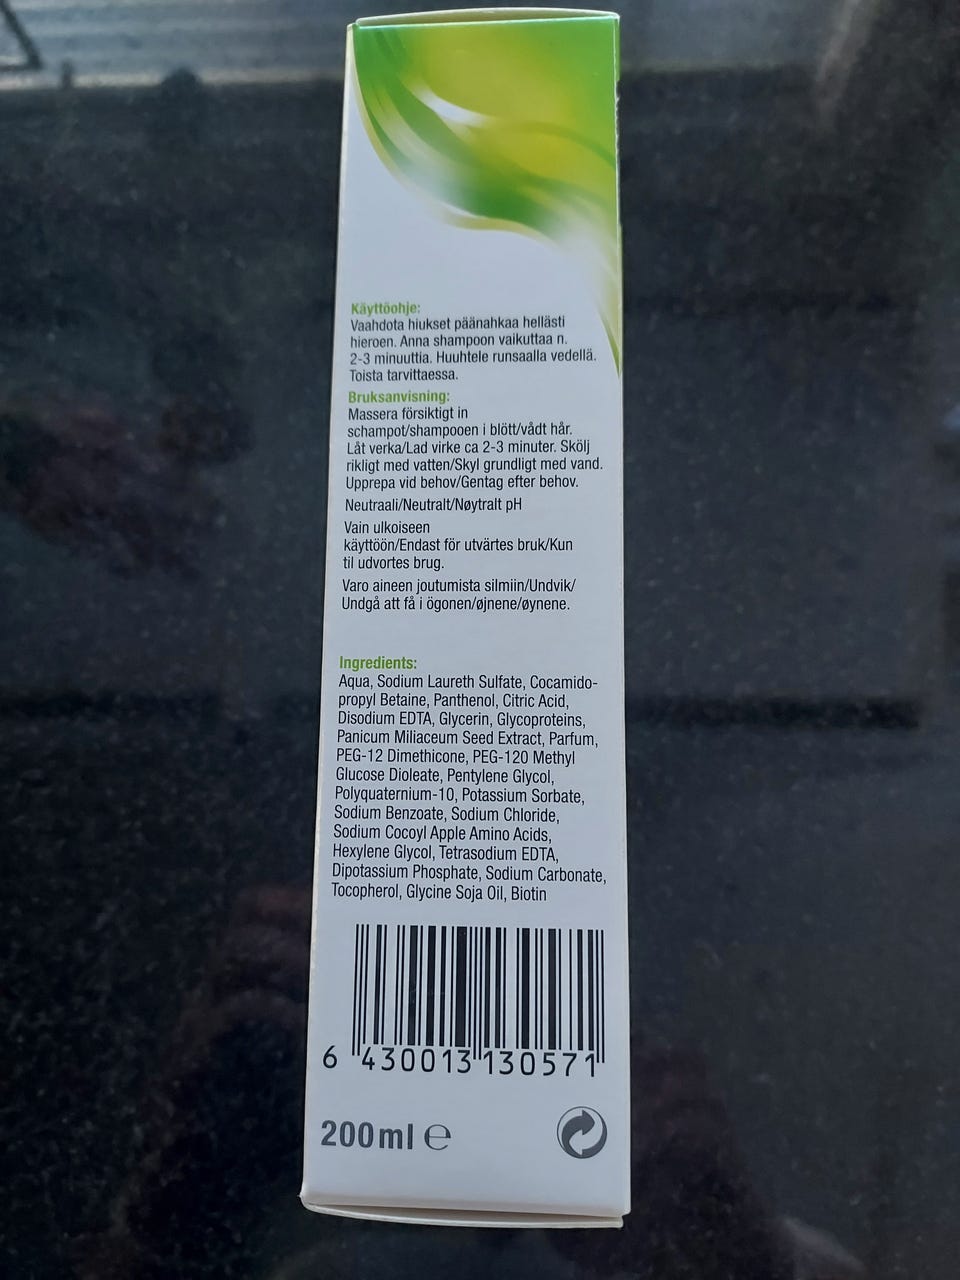 Käyttöohje:
Vaahdota hiukset päänahkaa hellästi
hieroen. Anna shampoon vaikuttaa n.
2-3 minuuttia. Huuhtele runsaalla vedellä.
Toista tarvittaessa.
Bruksanvisning:
Massera försiktigt in
schampot/shampooen i blött/vådt hår.
Låt verka/Lad virke ca 2-3 minuter. Skölj
rikligt med vatten/Skyl grundligt med vand.
Upprepa vid behov/Gentag efter behov.
Neutraali/Neutralt/Nøytralt pH
Vain ulkoiseen
käyttöön/Endast för utvärtes bruk/Kun
til udvortes brug.
Varo aineen joutumista silmiin/Undvik/
Undgå att få i ögonen/øjnene/øynene.
Ingredients:
Aqua, Sodium Laureth Sulfate, Cocamido-
propyl Betaine, Panthenol, Citric Acid,
Disodium EDTA, Glycerin, Glycoproteins,
Panicum Miliaceum Seed Extract, Parfum,
PEG-12 Dimethicone, PEG-120 Methyl
Glucose Dioleate, Pentylene Glycol,
Polyquaternium-10, Potassium Sorbate,
Sodium Benzoate, Sodium Chloride,
Sodium Cocoyl Apple Amino Acids,
Hexylene Glycol, Tetrasodium EDTA,
Dipotassium Phosphate, Sodium Carbonate,
Tocopherol, Glycine Soja Oil, Biotin
6 430013 130571
200ml ℮